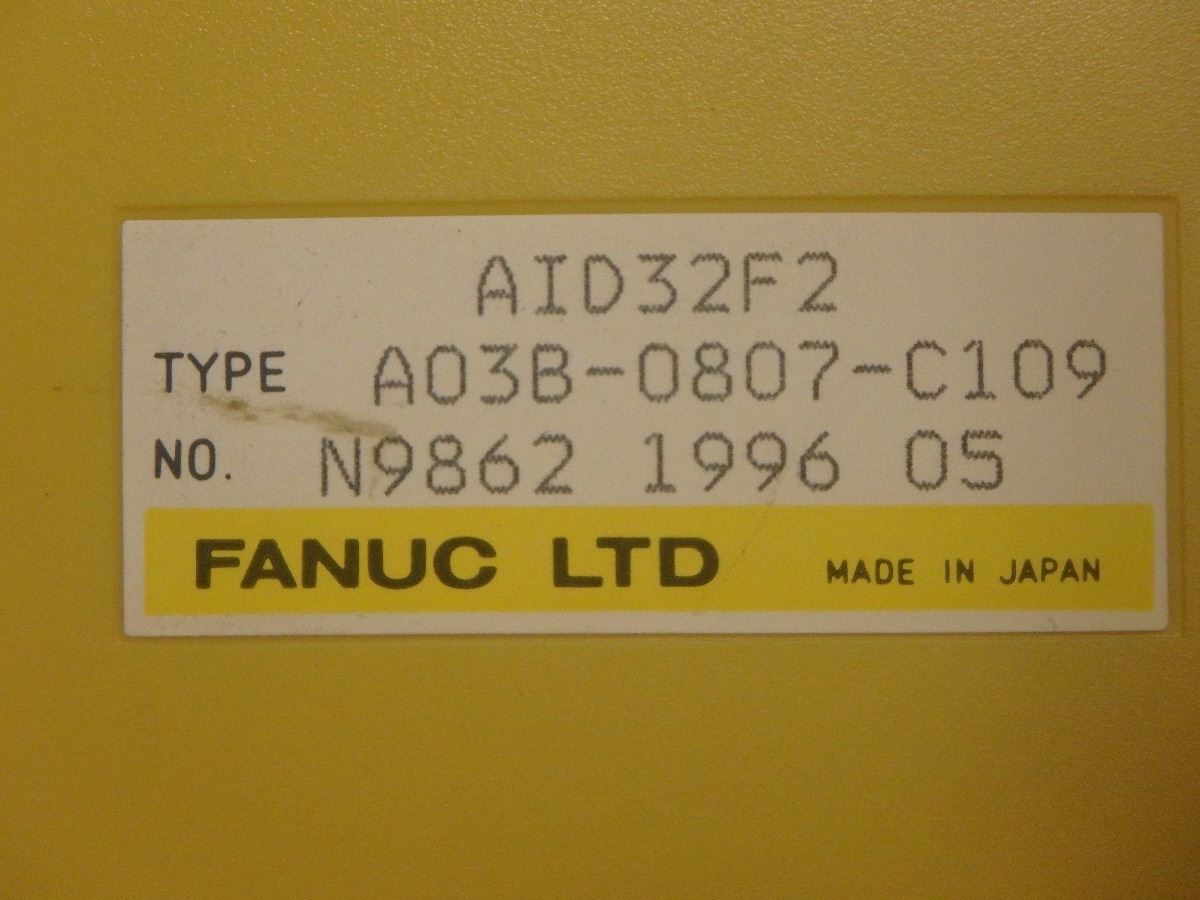 AID32F2
TYPE A03B-0807-C109
NO. N9862 1996 05
FANUC LTD MADE IN JAPAN